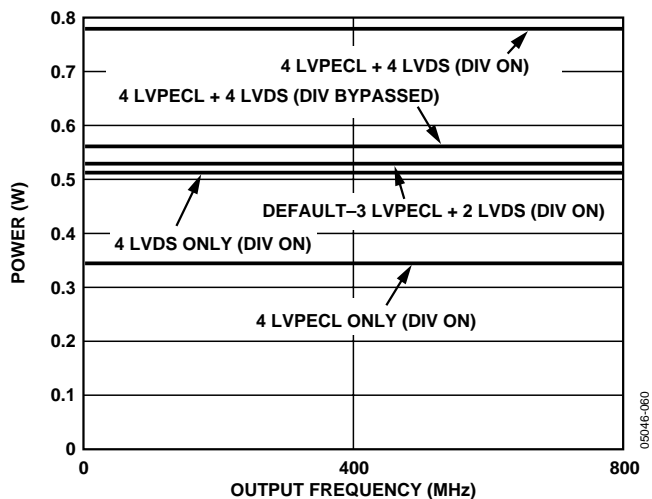 0.8
0.7
0.6
0.5
0.4
0.3
0.2
0.1
0
POWER (W)
4 LVPECL + 4 LVDS (DIV ON)
4 LVPECL + 4 LVDS (DIV BYPASSED)
DEFAULT–3 LVPECL + 2 LVDS (DIV ON)
4 LVDS ONLY (DIV ON)
4 LVPECL ONLY (DIV ON)
0
400
800
OUTPUT FREQUENCY (MHz)
05046-060